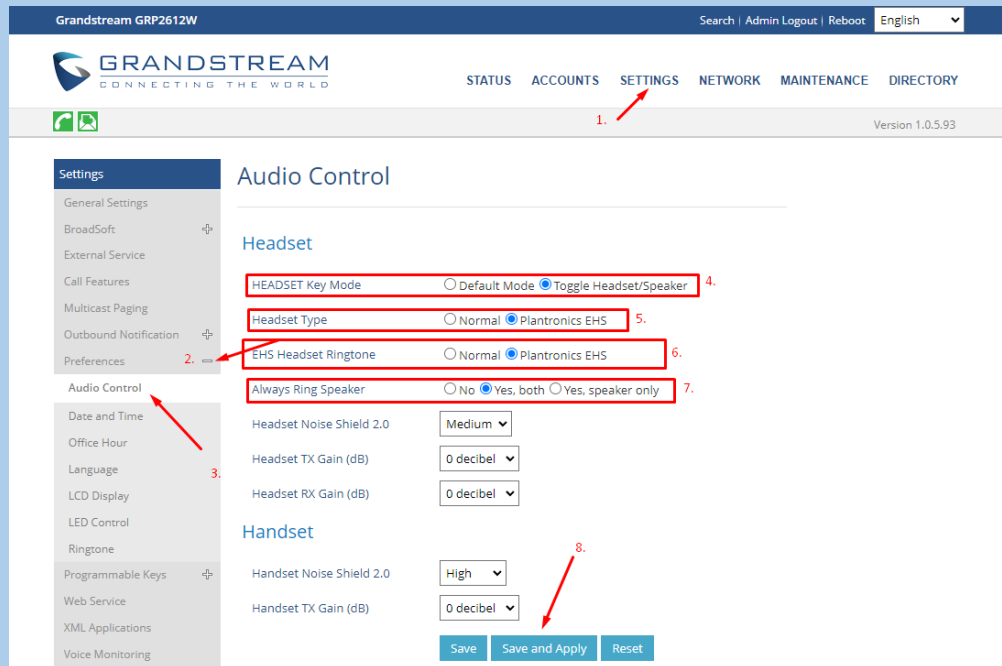 Grandstream GRP2612W
Search | Admin Logout | Reboot English
GRANDSTREAM
CONNECTING THE WORLD
STATUS ACCOUNTS SETTINGS NETWORK MAINTENANCE DIRECTORY
1.
Version 1.0.5.93
Settings
General Settings
BroadSoft
External Service
Call Features
Multicast Paging
Outbound Notification
Preferences
2.
Audio Control
3.
Date and Time
Office Hour
Language
LCD Display
LED Control
Ringtone
Programmable Keys
Web Service
XML Applications
Voice Monitoring
Audio Control
Headset
HEADSET Key Mode Default Mode Toggle Headset/Speaker 4.
Headset Type Normal Plantronics EHS 5.
EHS Headset Ringtone Normal Plantronics EHS 6.
Always Ring Speaker No Yes, both Yes, speaker only 7.
Headset Noise Shield 2.0 Medium
Headset TX Gain (dB) 0 decibel
Headset RX Gain (dB) 0 decibel
Handset
8.
Handset Noise Shield 2.0 High
Handset TX Gain (dB) 0 decibel
Save Save and Apply Reset